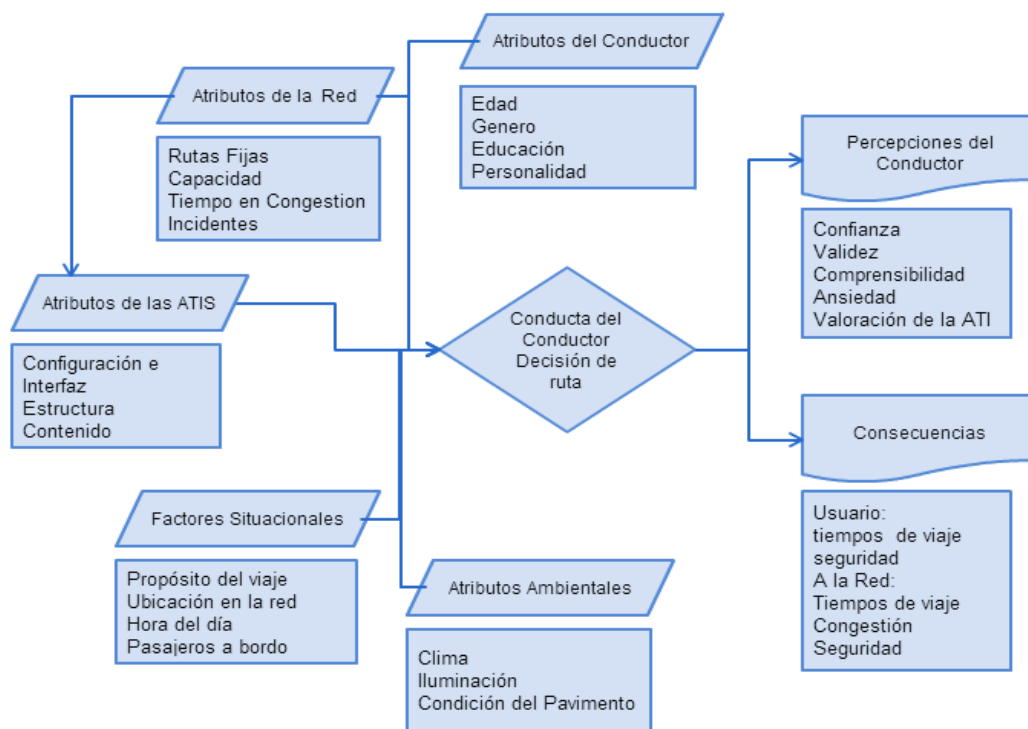 Atributos del Conductor
Edad
Genero
Educación
Personalidad
Atributos de la Red
Rutas Fijas
Capacidad
Tiempo en Congestion
Incidentes
Percepciones del
Conductor
Confianza
Validez
Comprensibilidad
Ansiedad
Valoración de la ATI
Atributos de las ATIS
Configuración e
Interfaz
Estructura
Contenido
Conducta del
Conductor
Decisión de
ruta
Consecuencias
Usuario:
tiempos de viaje
seguridad
A la Red:
Tiempos de viaje
Congestión
Seguridad
Factores Situacionales
Propósito del viaje
Ubicación en la red
Hora del día
Pasajeros a bordo
Atributos Ambientales
Clima
Iluminación
Condición del Pavimento